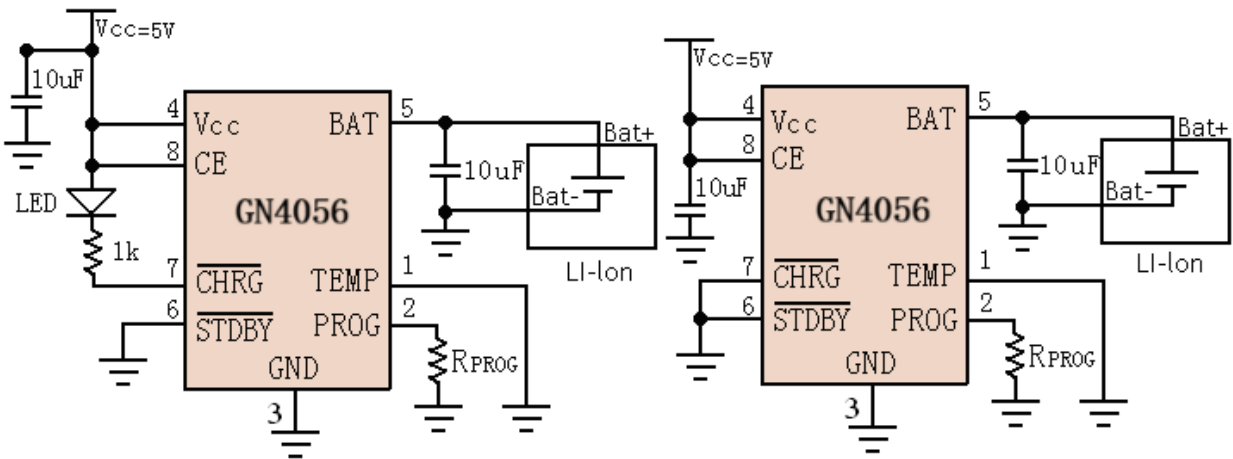 Vcc=5V
10uF
4
Vcc
BAT
5
8
CE
Bat+
10uF
Bat-
LED
GN4056
LI-lon
1k
7
CHRG
TEMP
1
6
STDBY
PROG
2
RPROG
GND
3
Vcc=5V
4
Vcc
BAT
5
8
CE
Bat+
10uF
10uF
Bat-
GN4056
LI-lon
7
CHRG
TEMP
1
6
STDBY
PROG
2
RPROG
GND
3